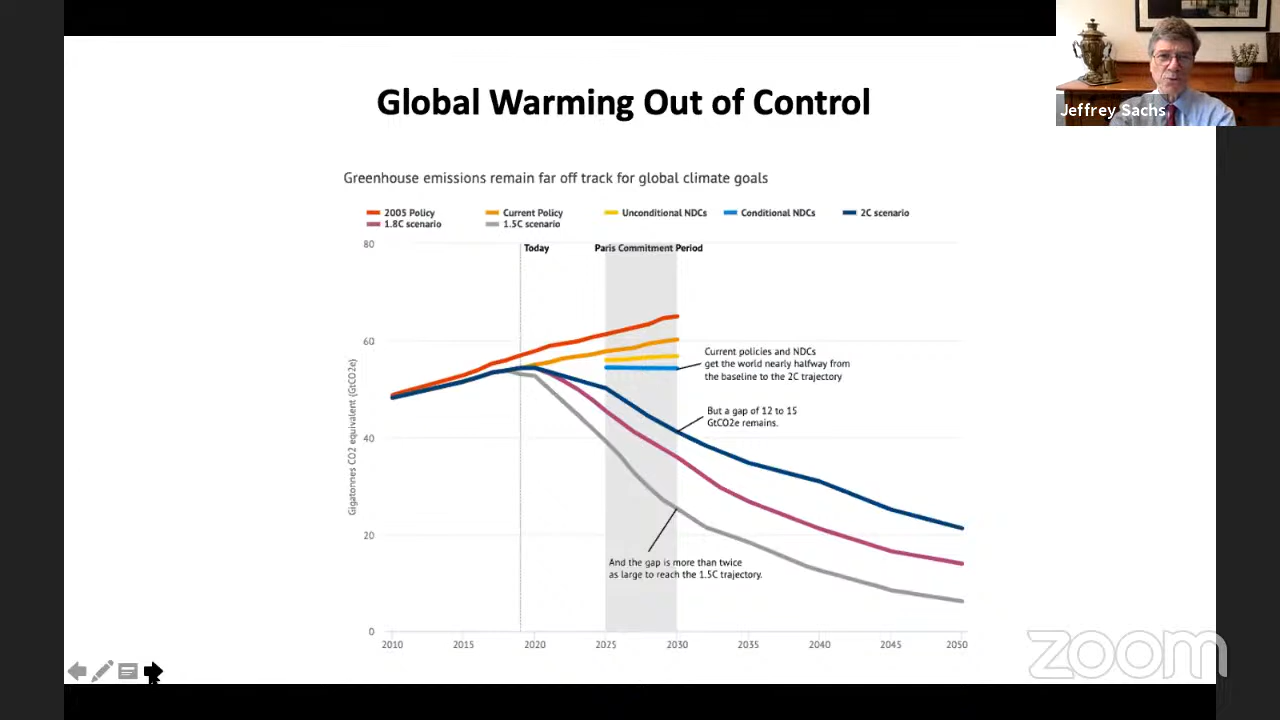 Jeffrey Sachs
Global Warming Out of Control
Greenhouse emissions remain far off track for global climate goals
2005 Policy
Current Policy
Unconditional NDCs
Conditional NDCs
2C scenario
1.8C scenario
1.5C scenario
Today
Paris Commitment Period
80
60
40
20
0
Gigatonnes CO2 equivalent (GtCO2e)
Current policies and NDCs
get the world nearly halfway from
the baseline to the 2C trajectory
But a gap of 12 to 15
GtCO2e remains.
And the gap is more than twice
as large to reach the 1.5C trajectory.
2010
2015
2020
2025
2030
2035
2040
2045
2050
zoom